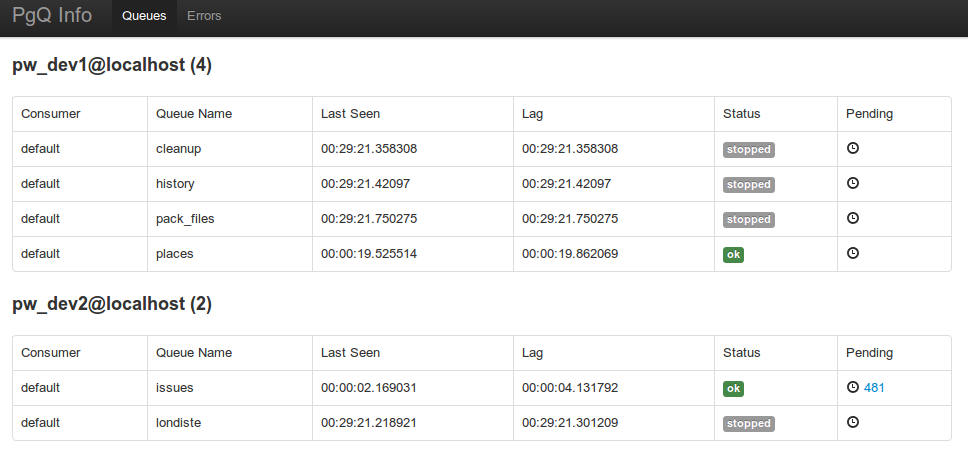 PgQ Info Queues Errors
pw_dev1@localhost (4)
Consumer Queue Name Last Seen Lag Status Pending
default cleanup 00:29:21.358308 00:29:21.358308 stopped
default history 00:29:21.42097 00:29:21.42097 stopped
default pack_files 00:29:21.750275 00:29:21.750275 stopped
default places 00:00:19.525514 00:00:19.862069 ok
pw_dev2@localhost (2)
Consumer Queue Name Last Seen Lag Status Pending
default issues 00:00:02.169031 00:00:04.131792 ok 481
default londiste 00:29:21.218921 00:29:21.301209 stopped